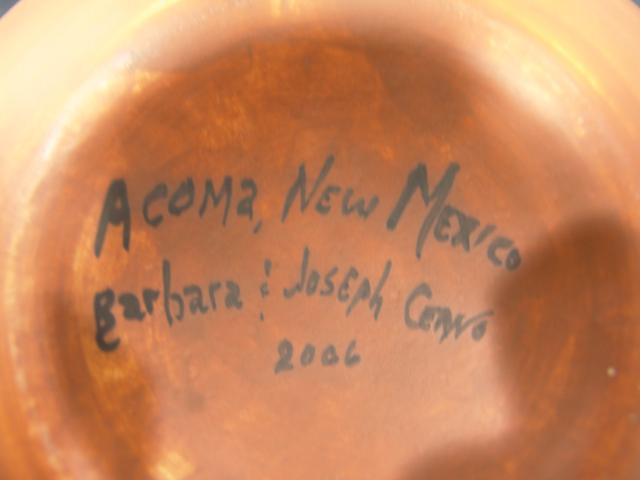 Acoma, New Mexico
Barbara & Joseph Cerno
2006